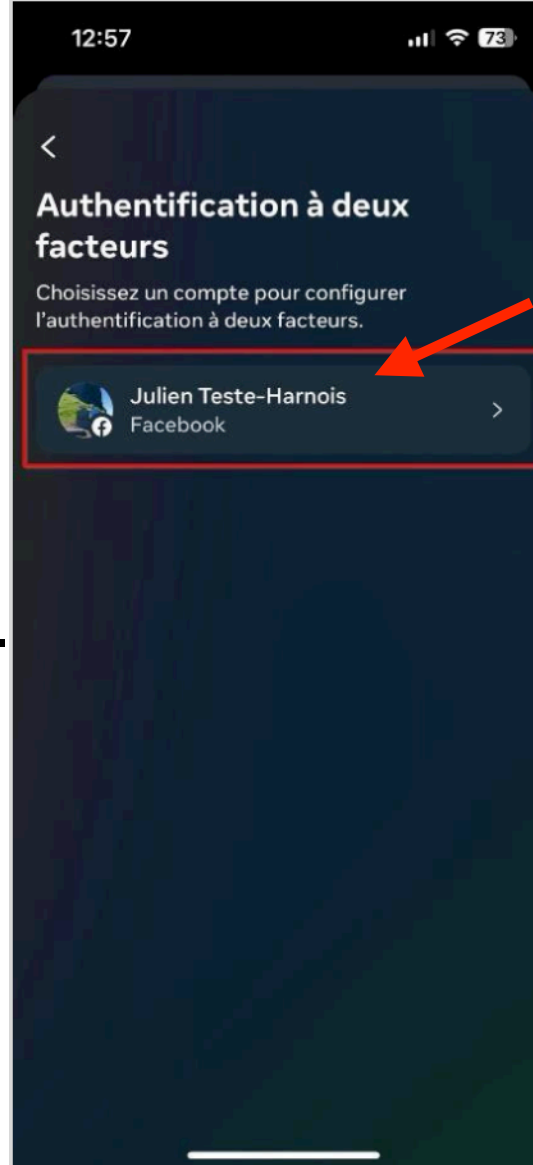 12:57
73
Authentification à deux
facteurs
Choisissez un compte pour configurer
l'authentification à deux facteurs.
Julien Teste-Harnois
Facebook